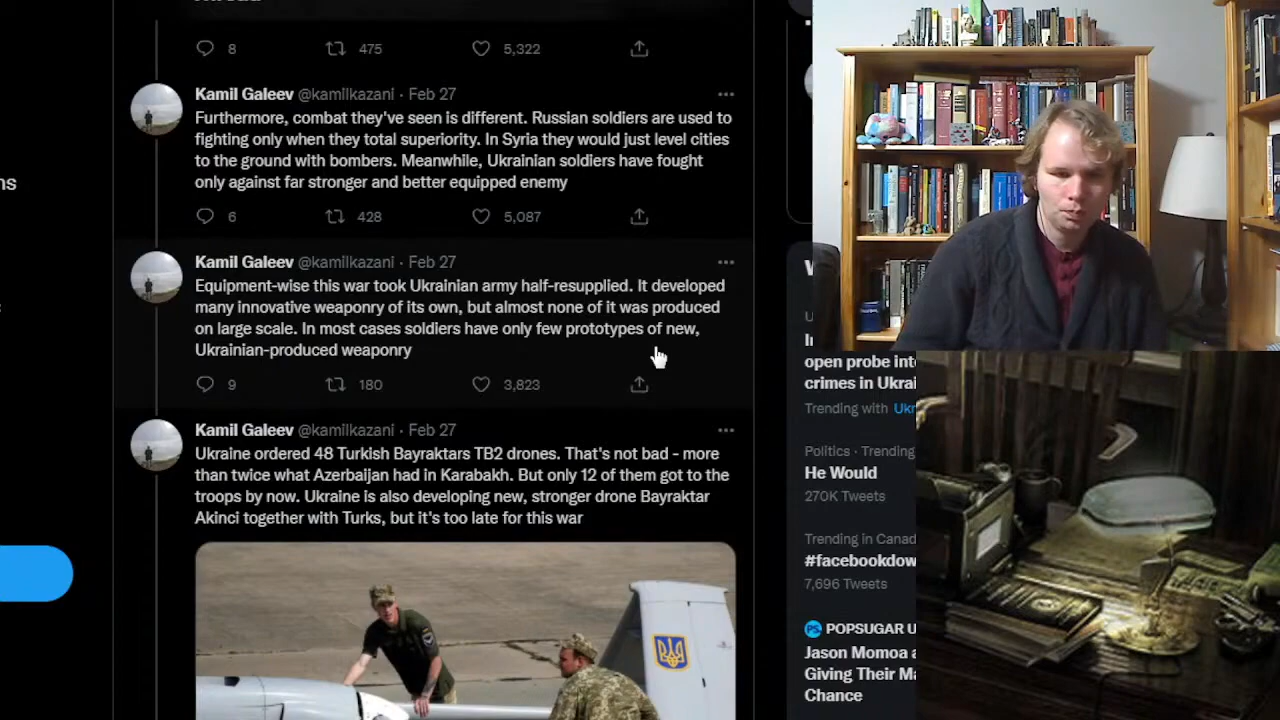 8 475 5,322
Kamil Galeev @kamilkazani · Feb 27
Furthermore, combat they've seen is different. Russian soldiers are used to
fighting only when they total superiority. In Syria they would just level cities
to the ground with bombers. Meanwhile, Ukrainian soldiers have fought
only against far stronger and better equipped enemy
6 428 5,087
Kamil Galeev @kamilkazani · Feb 27
Equipment-wise this war took Ukrainian army half-resupplied. It developed
many innovative weaponry of its own, but almost none of it was produced
on large scale. In most cases soldiers have only few prototypes of new,
Ukrainian-produced weaponry
9 180 3,823
Kamil Galeev @kamilkazani · Feb 27
Ukraine ordered 48 Turkish Bayraktars TB2 drones. That's not bad - more
than twice what Azerbaijan had in Karabakh. But only 12 of them got to the
troops by now. Ukraine is also developing new, stronger drone Bayraktar
Akinci together with Turks, but it's too late for this war
ns
open probe into
crimes in Ukrai
Trending with Ukr
Politics · Trending
He Would
270K Tweets
Trending in Canad
#facebookdow
7,696 Tweets
POPSUGAR U
Jason Momoa a
Giving Their Ma
Chance